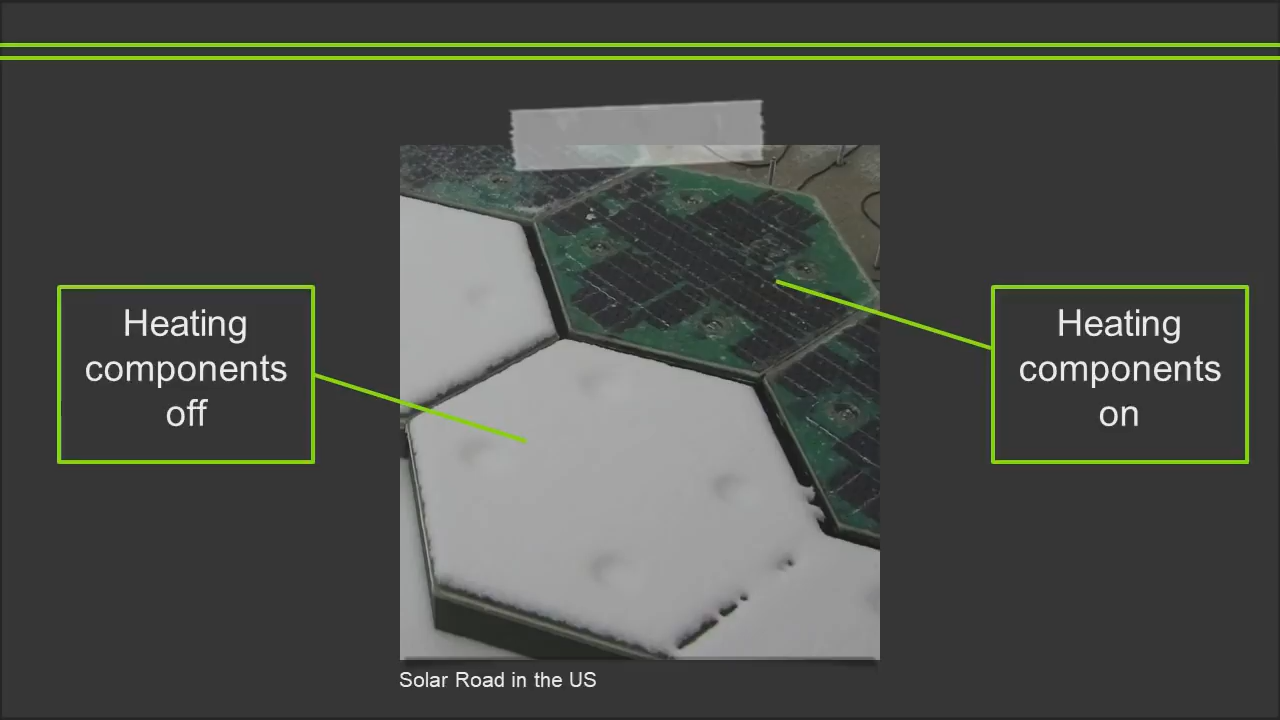 Heating
components
off
Heating
components
on
Solar Road in the US